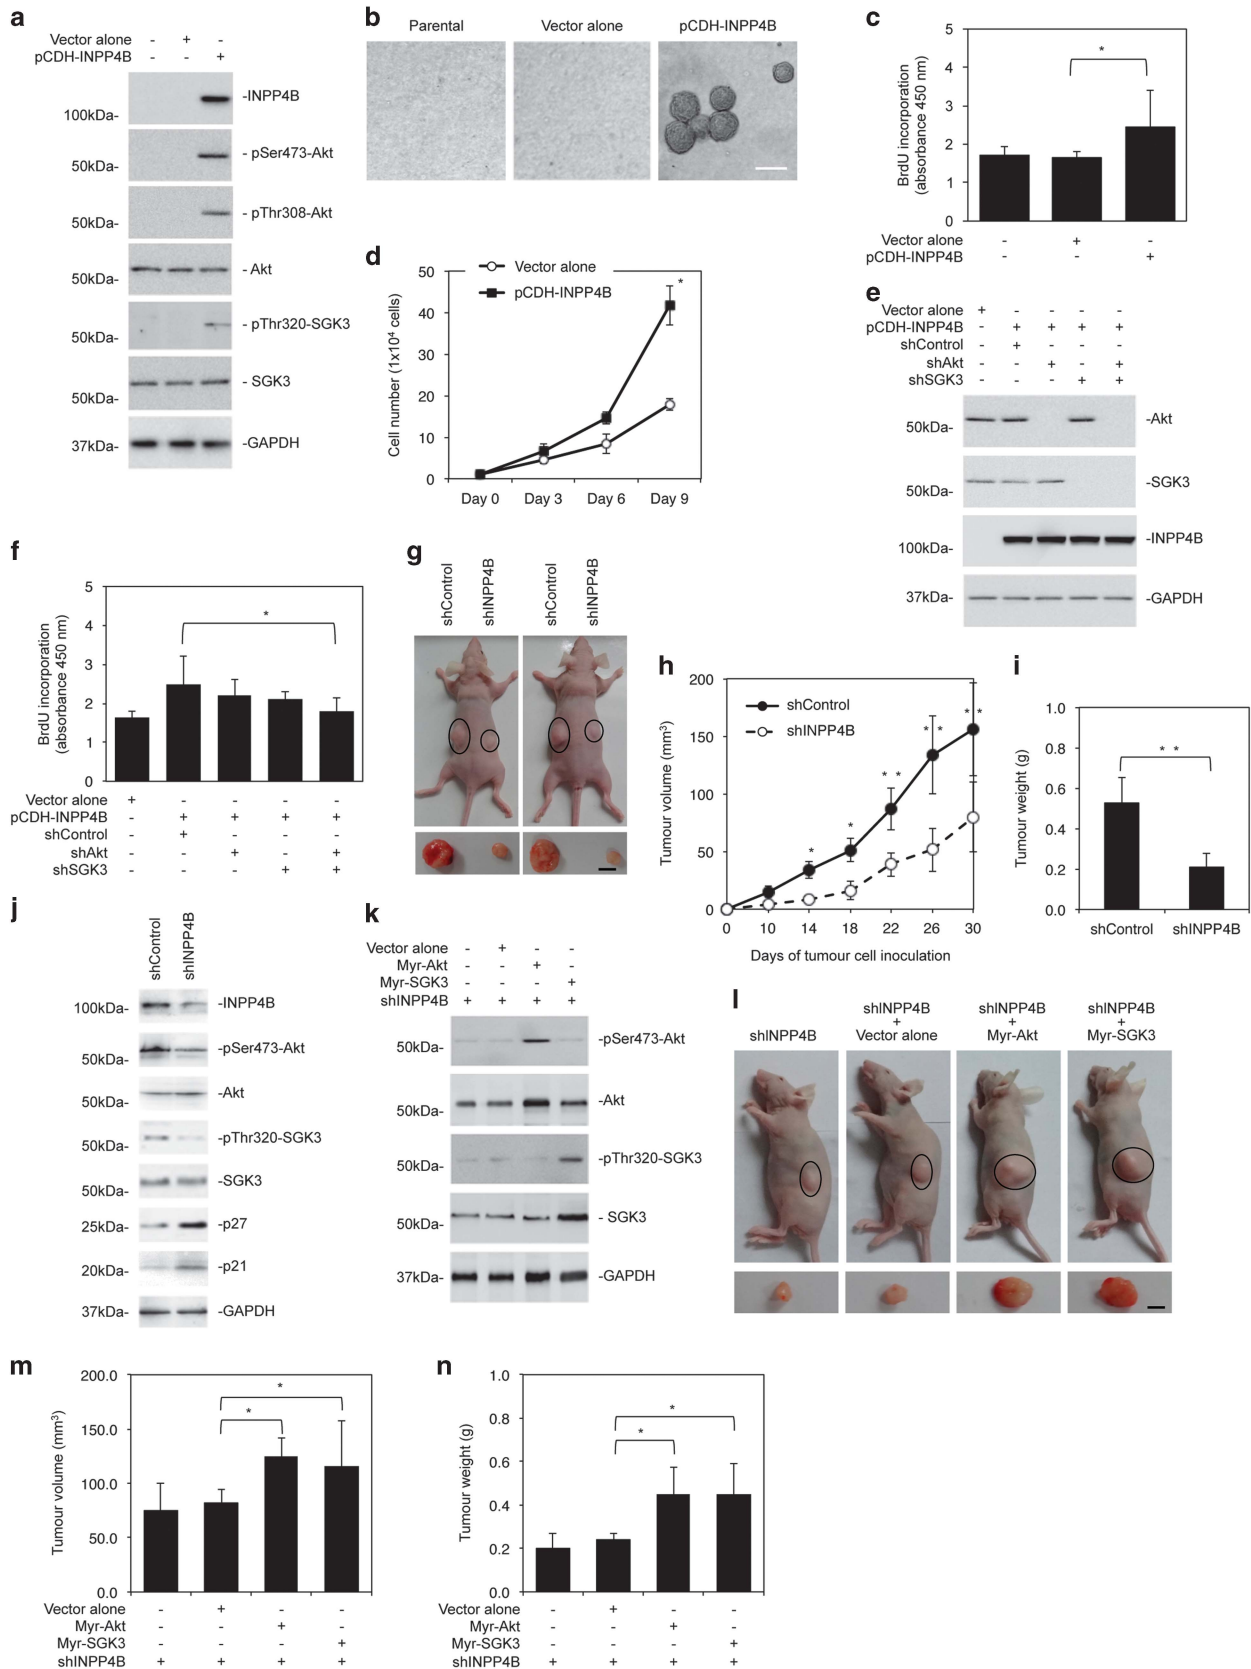 a
Vector alone - + -
pCDH-INPP4B - - +
-INPP4B
100kDa-
- pSer473-Akt
50kDa-
- pThr308-Akt
50kDa-
- Akt
50kDa-
- pThr320-SGK3
50kDa-
- SGK3
50kDa-
37kDa- -GAPDH
b
Parental Vector alone pCDH-INPP4B
c
BrdU incorporation
(absorbance 450 nm)
5
4
3
2
1
0
*
Vector alone - + -
pCDH-INPP4B - - +
d
Vector alone
pCDH-INPP4B
Cell number (1x10⁴ cells)
50
40
30
20
10
0
*
Day 0 Day 3 Day 6 Day 9
e
Vector alone + - - - -
pCDH-INPP4B - + + + +
shControl - + - - -
shAkt - - + - +
shSGK3 - - - + +
50kDa- -Akt
50kDa- -SGK3
100kDa- -INPP4B
37kDa- -GAPDH
f
BrdU incorporation
(absorbance 450 nm)
5
4
3
2
1
0
*
Vector alone + - - - -
pCDH-INPP4B - + + + +
shControl - + - - -
shAkt - - + - +
shSGK3 - - - + +
g
shControl shINPP4B shControl shINPP4B
h
shControl
shINPP4B
Tumour volume (mm³)
200
150
100
50
0
* * * * * * * *
0 10 14 18 22 26 30
Days of tumour cell inoculation
i
Tumour weight (g)
1.0
0.8
0.6
0.4
0.2
0.0
* *
shControl shINPP4B
j
shControl shINPP4B
100kDa- -INPP4B
-pSer473-Akt
50kDa-
-Akt
50kDa-
-pThr320-SGK3
50kDa-
-SGK3
50kDa-
25kDa- -p27
20kDa- -p21
37kDa- -GAPDH
k
Vector alone - + - -
Myr-Akt - - + -
Myr-SGK3 - - - +
shINPP4B + + + +
50kDa- -pSer473-Akt
50kDa- -Akt
50kDa- -pThr320-SGK3
50kDa- - SGK3
37kDa- -GAPDH
l
shINPP4B
shINPP4B
+
Vector alone
shINPP4B
+
Myr-Akt
shINPP4B
+
Myr-SGK3
m
Tumour volume (mm³)
200.0
150.0
100.0
50.0
0.0
*
*
Vector alone - + - -
Myr-Akt - - + -
Myr-SGK3 - - - +
shINPP4B + + + +
n
Tumour weight (g)
1.0
0.8
0.6
0.4
0.2
0.0
*
*
Vector alone - + - -
Myr-Akt - - + -
Myr-SGK3 - - - +
shINPP4B + + + +